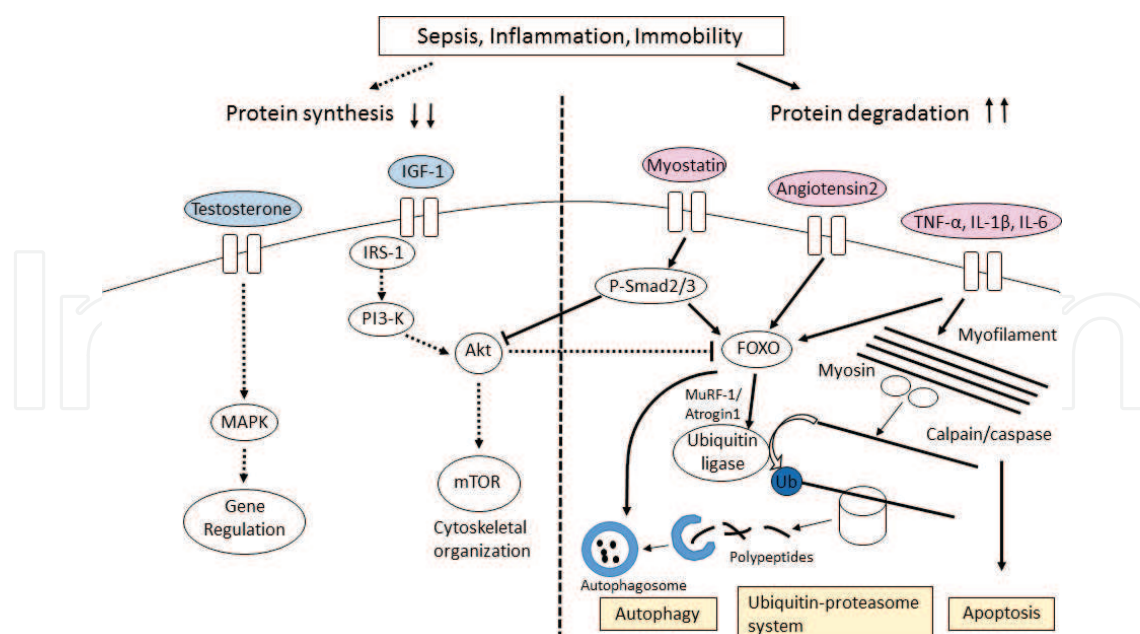 Sepsis, Inflammation, Immobility
Protein synthesis
Protein degradation
IGF-1
Myostatin
Testosterone
Angiotensin2
TNF-α, IL-1β, IL-6
IRS-1
P-Smad2/3
PI3-K
Akt
FOXO
Myofilament
Myosin
MuRF-1/
Atrogin1
MAPK
Calpain/caspase
Ubiquitin
ligase
mTOR
Ub
Gene
Regulation
Cytoskeletal
organization
Polypeptides
Autophagosome
Autophagy
Ubiquitin-proteasome
system
Apoptosis